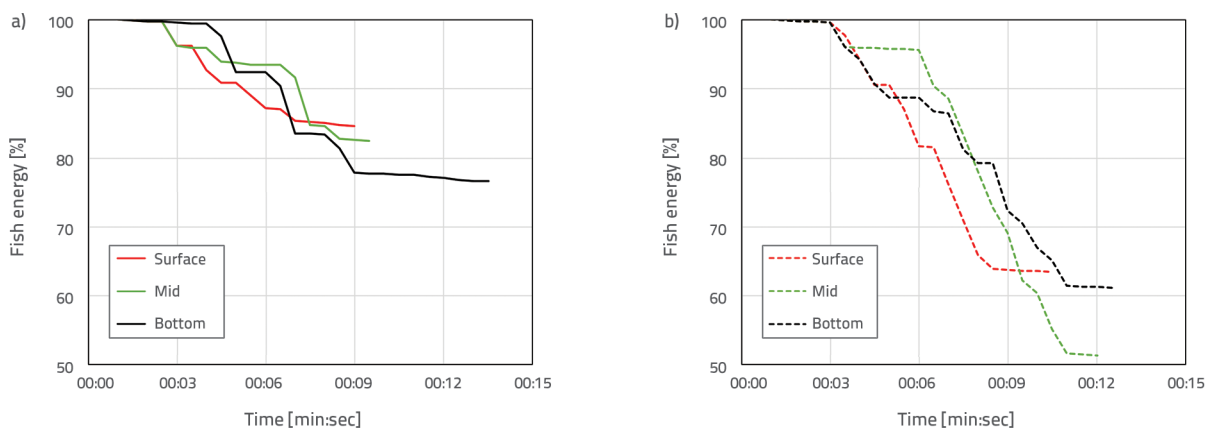 a)
Fish energy [%]
100
90
80
70
60
50
Surface
Mid
Bottom
00:00 00:03 00:06 00:09 00:12 00:15
Time [min:sec]
b)
Fish energy [%]
100
90
80
70
60
50
Surface
Mid
Bottom
00:00 00:03 00:06 00:09 00:12 00:15
Time [min:sec]